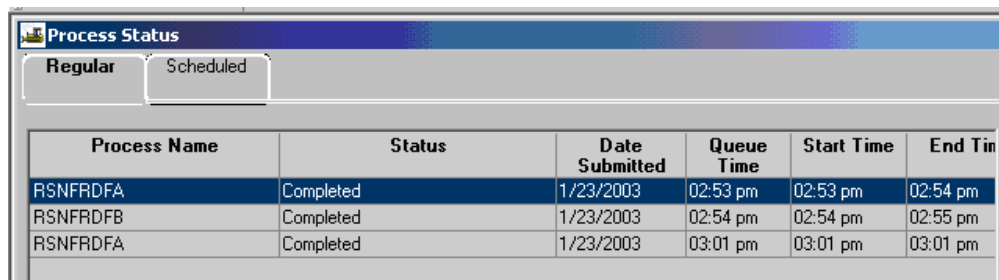 Process Status
Regular Scheduled
Process Name Status Date Submitted Queue Time Start Time End Tin
RSNFRDFA Completed 1/23/2003 02:53 pm 02:53 pm 02:54 pm
RSNFRDFB Completed 1/23/2003 02:54 pm 02:54 pm 02:55 pm
RSNFRDFA Completed 1/23/2003 03:01 pm 03:01 pm 03:01 pm